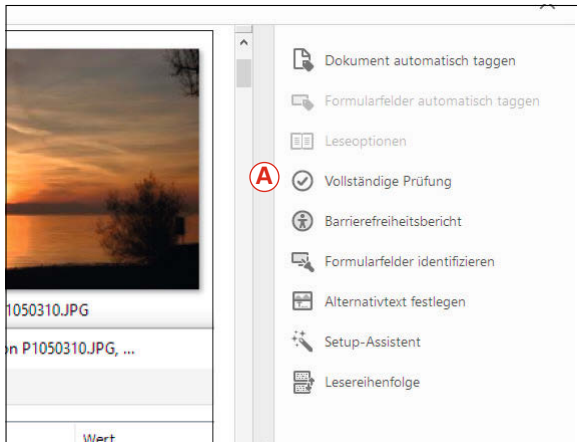 Dokument automatisch taggen
Formularfelder automatisch taggen
Leseoptionen
A
Vollständige Prüfung
Barrierefreiheitsbericht
Formularfelder identifizieren
Alternativtext festlegen
Setup-Assistent
Lesereihenfolge
1050310.JPG
on P1050310.JPG, ...
Wert